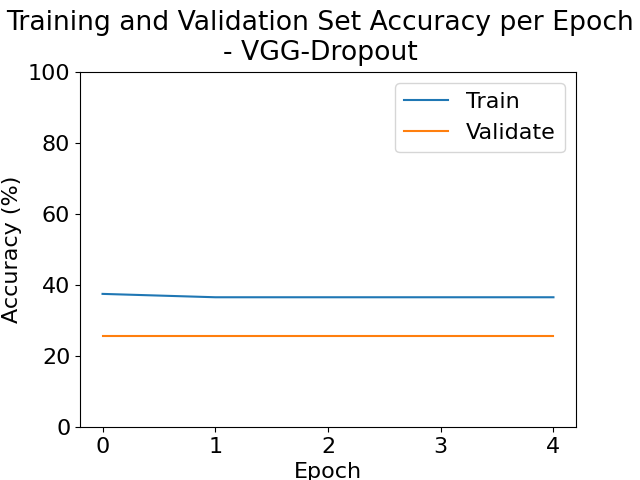 Training and Validation Set Accuracy per Epoch
- VGG-Dropout
100
80
60
40
20
0
Accuracy (%)
Train
Validate
0 1 2 3 4
Epoch